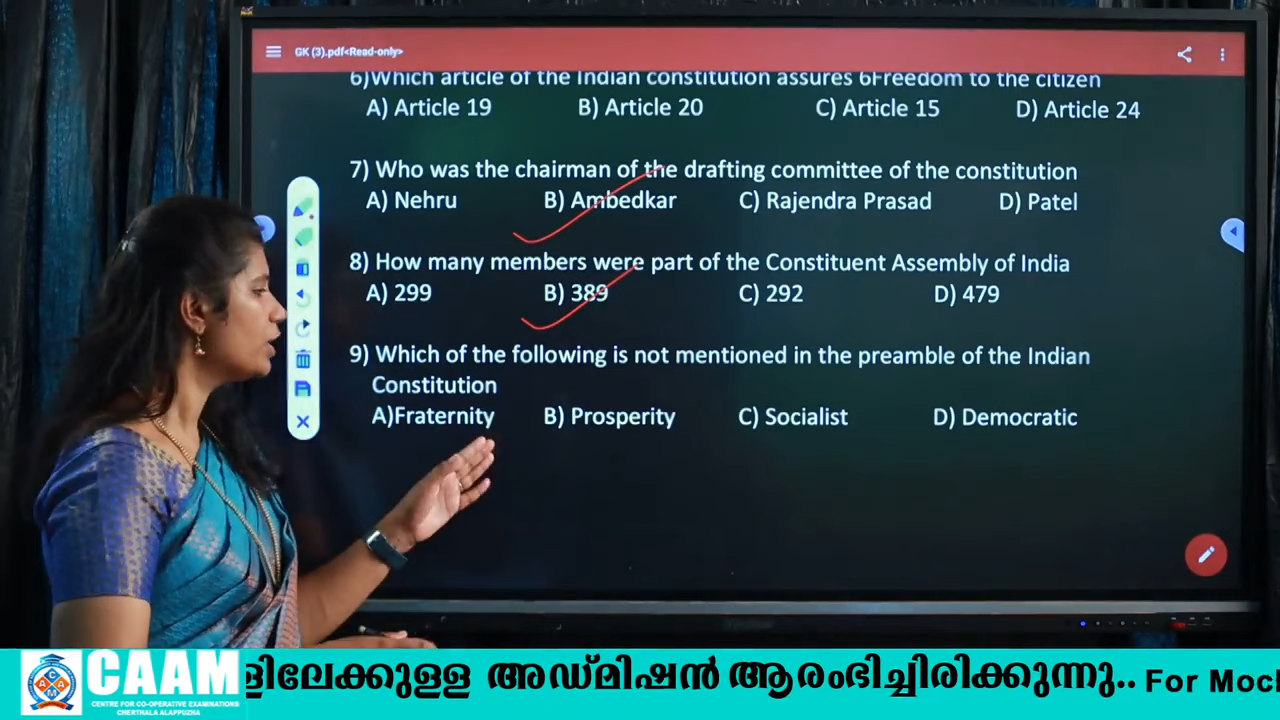 GK (3).pdf<Read-only>
6)Which article of the Indian constitution assures 6Freedom to the citizen
A) Article 19 B) Article 20 C) Article 15 D) Article 24
7) Who was the chairman of the drafting committee of the constitution
A) Nehru B) Ambedkar C) Rajendra Prasad D) Patel
8) How many members were part of the Constituent Assembly of India
A) 299 B) 389 C) 292 D) 479
9) Which of the following is not mentioned in the preamble of the Indian
Constitution
A)Fraternity B) Prosperity C) Socialist D) Democratic
CAAM
CENTRE FOR CO-OPERATIVE EXAMINATIONS
CHERTHALA ALAPPUZHA
ളിലേക്കുള്ള അഡ്മിഷൻ ആരംഭിച്ചിരിക്കുന്നു.. For Moc